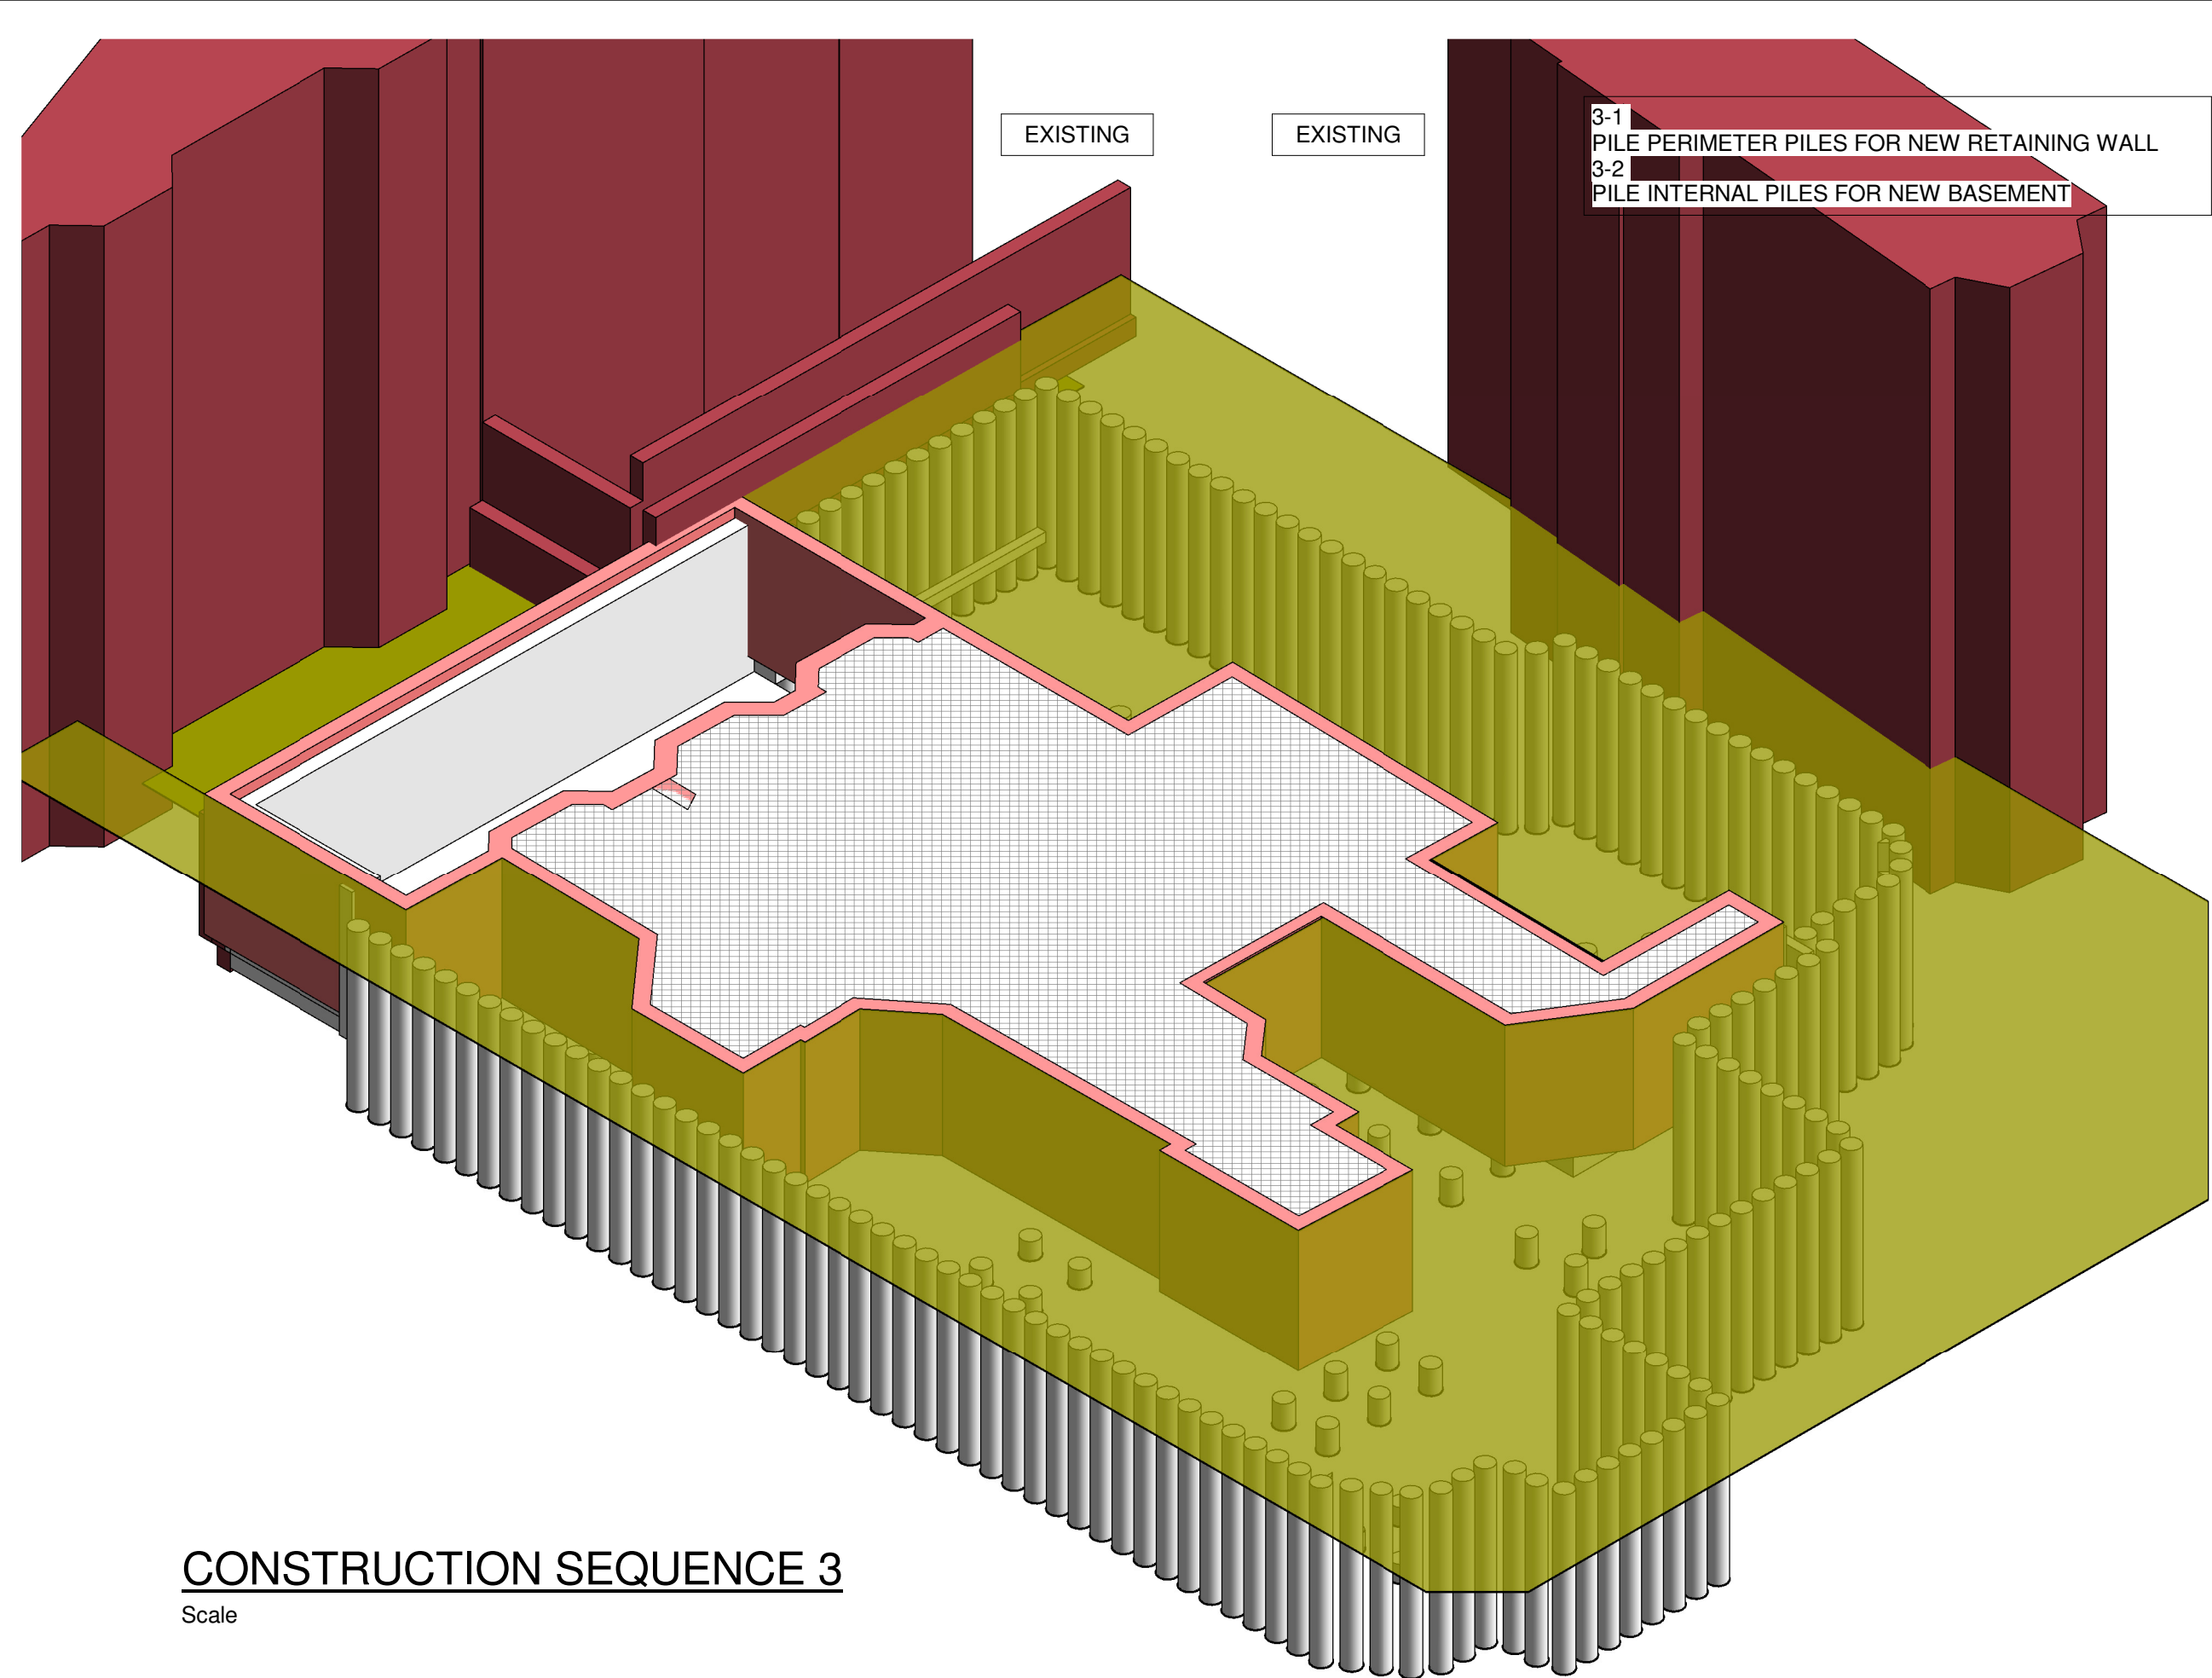 EXISTING
EXISTING
3-1
PILE PERIMETER PILES FOR NEW RETAINING WALL
3-2
PILE INTERNAL PILES FOR NEW BASEMENT
CONSTRUCTION SEQUENCE 3
Scale